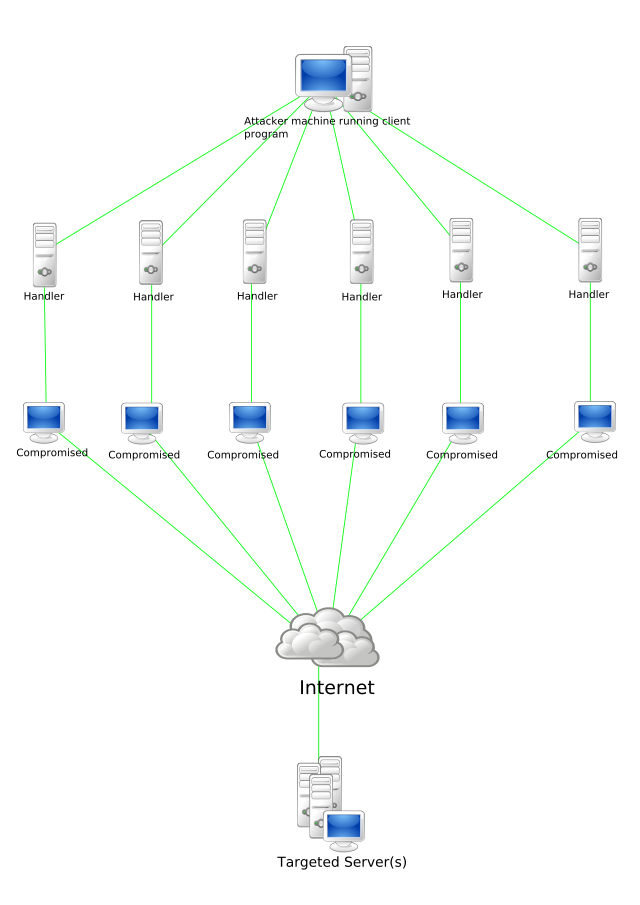 Attacker machine running client
program
Handler
Handler
Handler
Handler
Handler
Handler
Compromised
Compromised
Compromised
Compromised
Compromised
Compromised
Internet
Targeted Server(s)